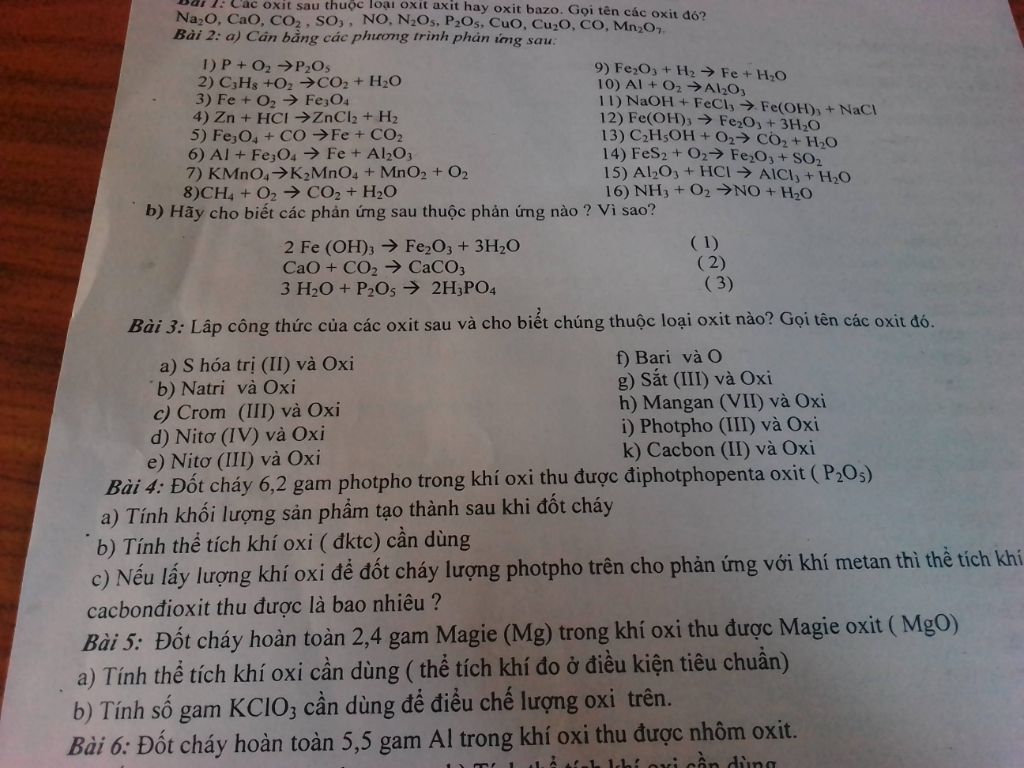 Bài 1: Các oxit sau thuộc loại oxit axit hay oxit bazo. Gọi tên các oxit đó?
Na₂O, CaO, CO₂ , SO₃ , NO, N₂O₅, P₂O₅, CuO, Cu₂O, CO, Mn₂O₇.
Bài 2: a) Cân bằng các phương trình phản ứng sau:
1) P + O₂ →P₂O₅
2) C₃H₈ +O₂ →CO₂ + H₂O
3) Fe + O₂ → Fe₃O₄
4) Zn + HCl →ZnCl₂ + H₂
5) Fe₃O₄ + CO →Fe + CO₂
6) Al + Fe₃O₄ → Fe + Al₂O₃
7) KMnO₄→K₂MnO₄ + MnO₂ + O₂
8)CH₄ + O₂ → CO₂ + H₂O
9) Fe₂O₃ + H₂ → Fe + H₂O
10) Al + O₂ →Al₂O₃
11) NaOH + FeCl₃ → Fe(OH)₃ + NaCl
12) Fe(OH)₃ → Fe₂O₃ + 3H₂O
13) C₂H₅OH + O₂→ CO₂ + H₂O
14) FeS₂ + O₂→ Fe₂O₃ + SO₂
15) Al₂O₃ + HCl → AlCl₃ + H₂O
16) NH₃ + O₂ →NO + H₂O
b) Hãy cho biết các phản ứng sau thuộc phản ứng nào ? Vì sao?
2 Fe (OH)₃ → Fe₂O₃ + 3H₂O ( 1)
CaO + CO₂ → CaCO₃ ( 2)
3 H₂O + P₂O₅ → 2H₃PO₄ ( 3)
Bài 3: Lâp công thức của các oxit sau và cho biết chúng thuộc loại oxit nào? Gọi tên các oxit đó.
a) S hóa trị (II) và Oxi
b) Natri và Oxi
c) Crom (III) và Oxi
d) Nitơ (IV) và Oxi
e) Nitơ (III) và Oxi
f) Bari và O
g) Sắt (III) và Oxi
h) Mangan (VII) và Oxi
i) Photpho (III) và Oxi
k) Cacbon (II) và Oxi
Bài 4: Đốt cháy 6,2 gam photpho trong khí oxi thu được điphotphopenta oxit ( P₂O₅)
a) Tính khối lượng sản phẩm tạo thành sau khi đốt cháy
b) Tính thể tích khí oxi ( đktc) cần dùng
c) Nếu lấy lượng khí oxi để đốt cháy lượng photpho trên cho phản ứng với khí metan thì thể tích khí
cacbonđioxit thu được là bao nhiêu ?
Bài 5: Đốt cháy hoàn toàn 2,4 gam Magie (Mg) trong khí oxi thu được Magie oxit ( MgO)
a) Tính thể tích khí oxi cần dùng ( thể tích khí đo ở điều kiện tiêu chuẩn)
b) Tính số gam KClO₃ cần dùng để điều chế lượng oxi trên.
Bài 6: Đốt cháy hoàn toàn 5,5 gam Al trong khí oxi thu được nhôm oxit.
b) Tính thể tích khí oxi cần dùng